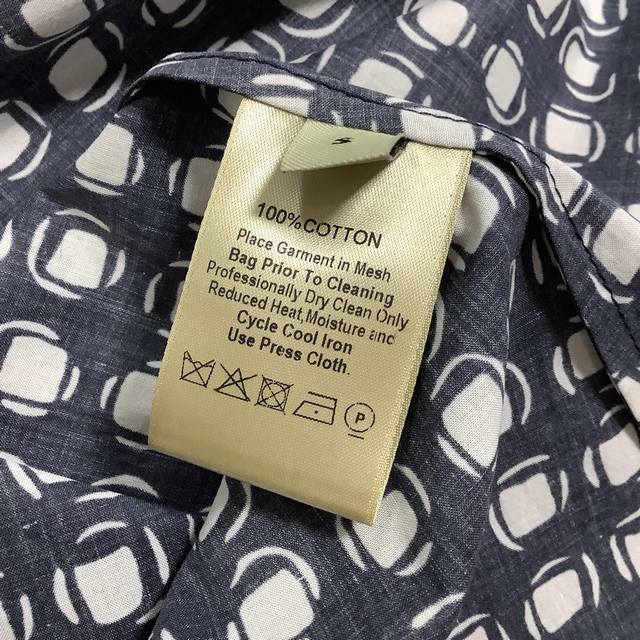 S
100%COTTON
Place Garment in Mesh
Bag Prior To Cleaning
Professionally Dry Clean Only
Reduced Heat,Moisture and
Cycle Cool Iron
Use Press Cloth.
P